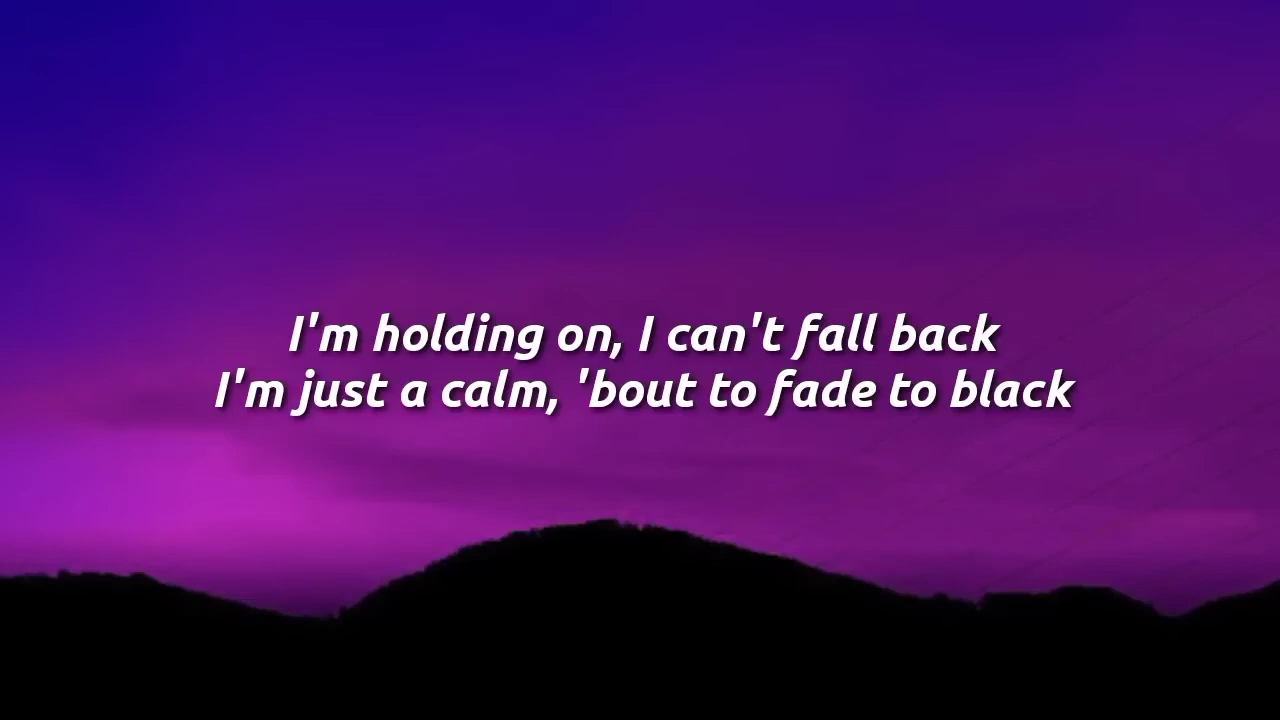 I'm holding on, I can't fall back
I'm just a calm, 'bout to fade to black